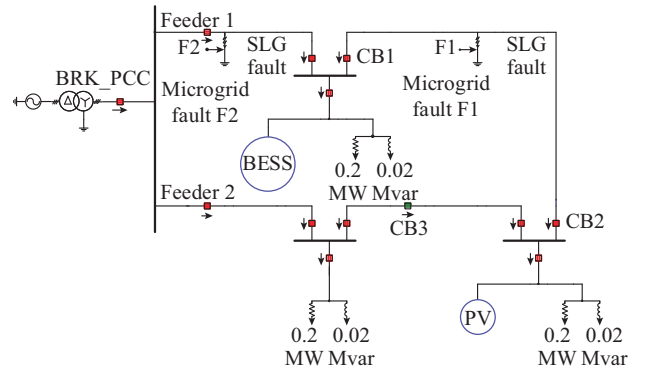 Feeder 1
F2
SLG
fault
CB1
F1
SLG
fault
BRK_PCC
Microgrid
fault F2
Microgrid
fault F1
BESS
0.2 0.02
MW Mvar
Feeder 2
CB3
CB2
PV
0.2 0.02
MW Mvar
0.2 0.02
MW Mvar